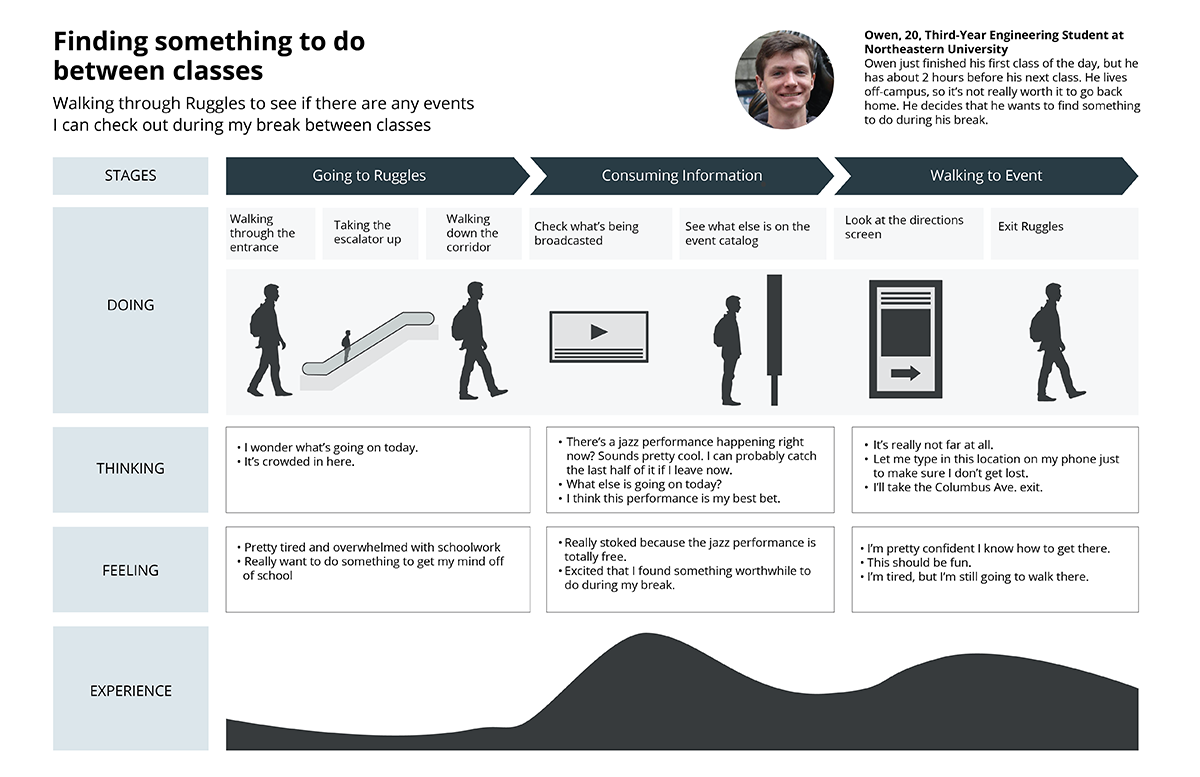 Finding something to do
between classes
Walking through Ruggles to see if there are any events
I can check out during my break between classes
Owen, 20, Third-Year Engineering Student at
Northeastern University
Owen just finished his first class of the day, but he
has about 2 hours before his next class. He lives
off-campus, so it's not really worth it to go back
home. He decides that he wants to find something
to do during his break.
STAGES
Going to Ruggles
Consuming Information
Walking to Event
DOING
Walking
through the
entrance
Taking the
escalator up
Walking
down the
corridor
Check what's being
broadcasted
See what else is on the
event catalog
Look at the directions
screen
Exit Ruggles
THINKING
• I wonder what's going on today.
• It's crowded in here.
• There's a jazz performance happening right
now? Sounds pretty cool. I can probably catch
the last half of it if I leave now.
• What else is going on today?
• I think this performance is my best bet.
• It's really not far at all.
• Let me type in this location on my phone just
to make sure I don't get lost.
• I'll take the Columbus Ave. exit.
FEELING
• Pretty tired and overwhelmed with schoolwork
• Really want to do something to get my mind off
of school
• Really stoked because the jazz performance is
totally free.
• Excited that I found something worthwhile to
do during my break.
• I'm pretty confident I know how to get there.
• This should be fun.
• I'm tired, but I'm still going to walk there.
EXPERIENCE